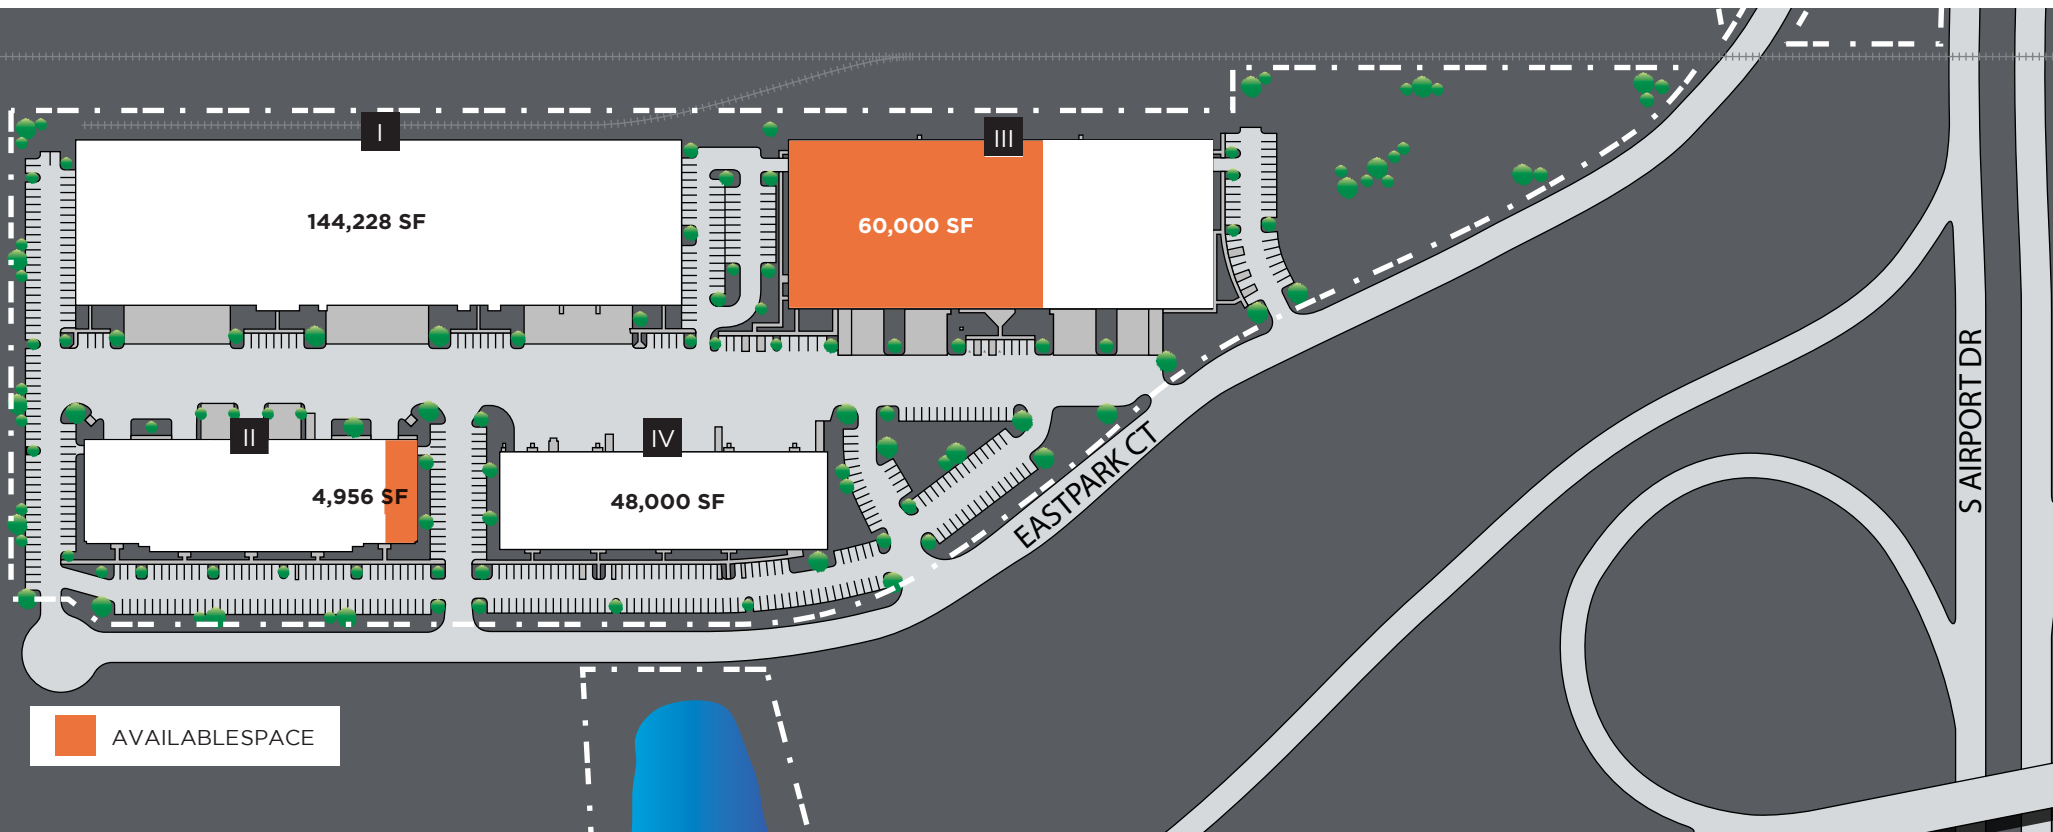 I
III
144,228 SF
60,000 SF
II
IV
4,956 SF
48,000 SF
EASTPARK CT
S AIRPORT DR
AVAILABLESPACE